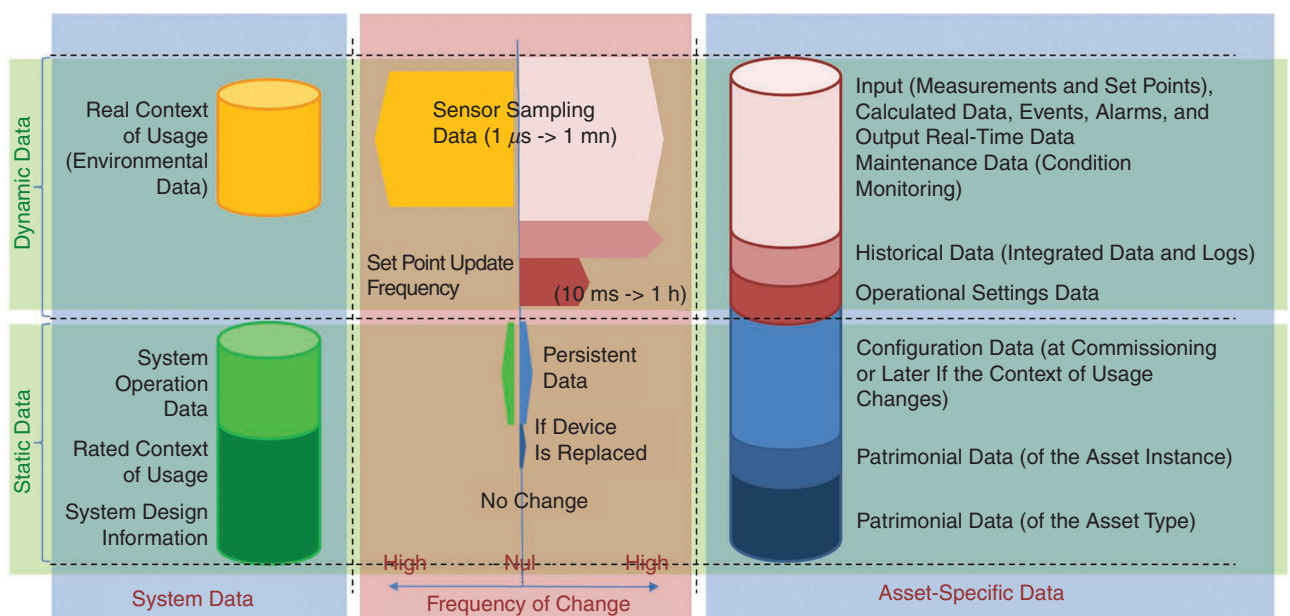 Dynamic Data
Real Context
of Usage
(Environmental
Data)
Sensor Sampling
Data (1 μs -> 1 mn)
Set Point Update
Frequency
(10 ms -> 1 h)
Input (Measurements and Set Points),
Calculated Data, Events, Alarms, and
Output Real-Time Data
Maintenance Data (Condition
Monitoring)
Historical Data (Integrated Data and Logs)
Operational Settings Data
Static Data
System
Operation
Data
Rated Context
of Usage
System Design
Information
Persistent
Data
If Device
Is Replaced
No Change
Configuration Data (at Commissioning
or Later If the Context of Usage
Changes)
Patrimonial Data (of the Asset Instance)
Patrimonial Data (of the Asset Type)
High
Nul
High
System Data
Frequency of Change
Asset-Specific Data